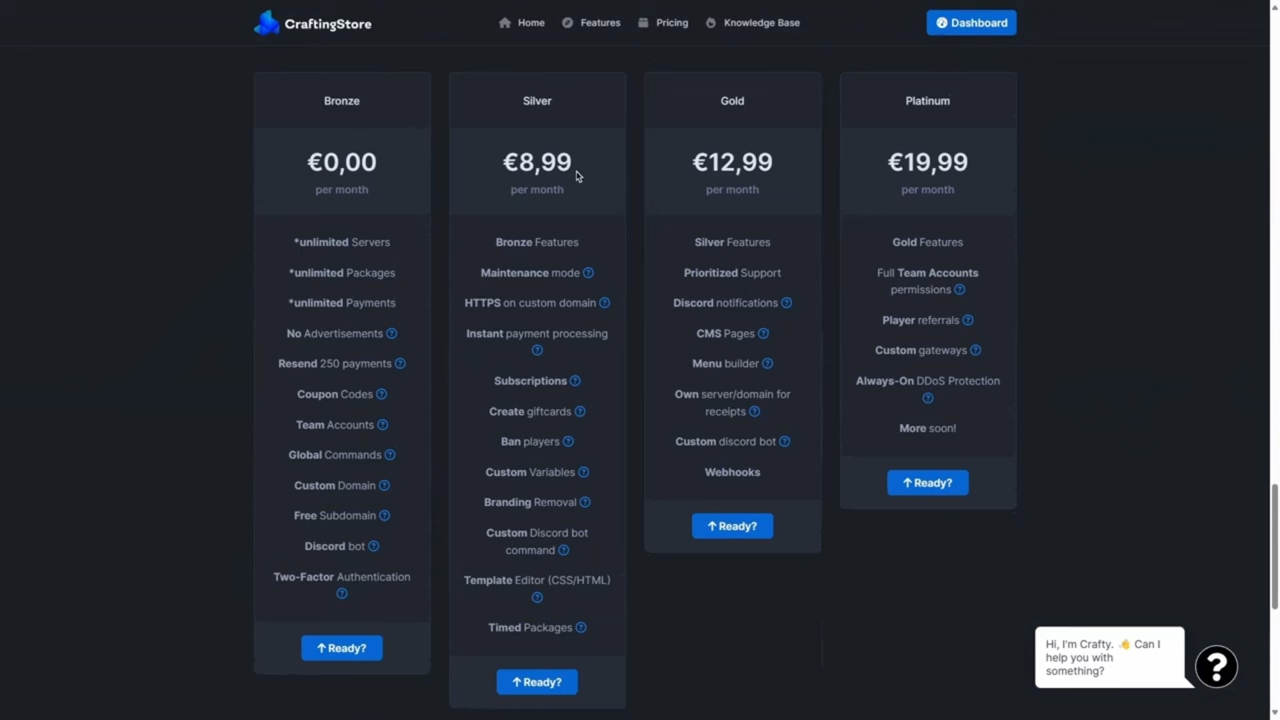 CraftingStore
Home
Features
Pricing
Knowledge Base
Dashboard
Bronze
€0,00
per month
*unlimited Servers
*unlimited Packages
*unlimited Payments
No Advertisements
Resend 250 payments
Coupon Codes
Team Accounts
Global Commands
Custom Domain
Free Subdomain
Discord bot
Two-Factor Authentication
Ready?
Silver
€8,99
per month
Bronze Features
Maintenance mode
HTTPS on custom domain
Instant payment processing
Subscriptions
Create giftcards
Ban players
Custom Variables
Branding Removal
Custom Discord bot
command
Template Editor (CSS/HTML)
Timed Packages
Ready?
Gold
€12,99
per month
Silver Features
Prioritized Support
Discord notifications
CMS Pages
Menu builder
Own server/domain for
receipts
Custom discord bot
Webhooks
Ready?
Platinum
€19,99
per month
Gold Features
Full Team Accounts
permissions
Player referrals
Custom gateways
Always-On DDoS Protection
More soon!
Ready?
Hi, I'm Crafty. 👋 Can I
help you with
something?
?